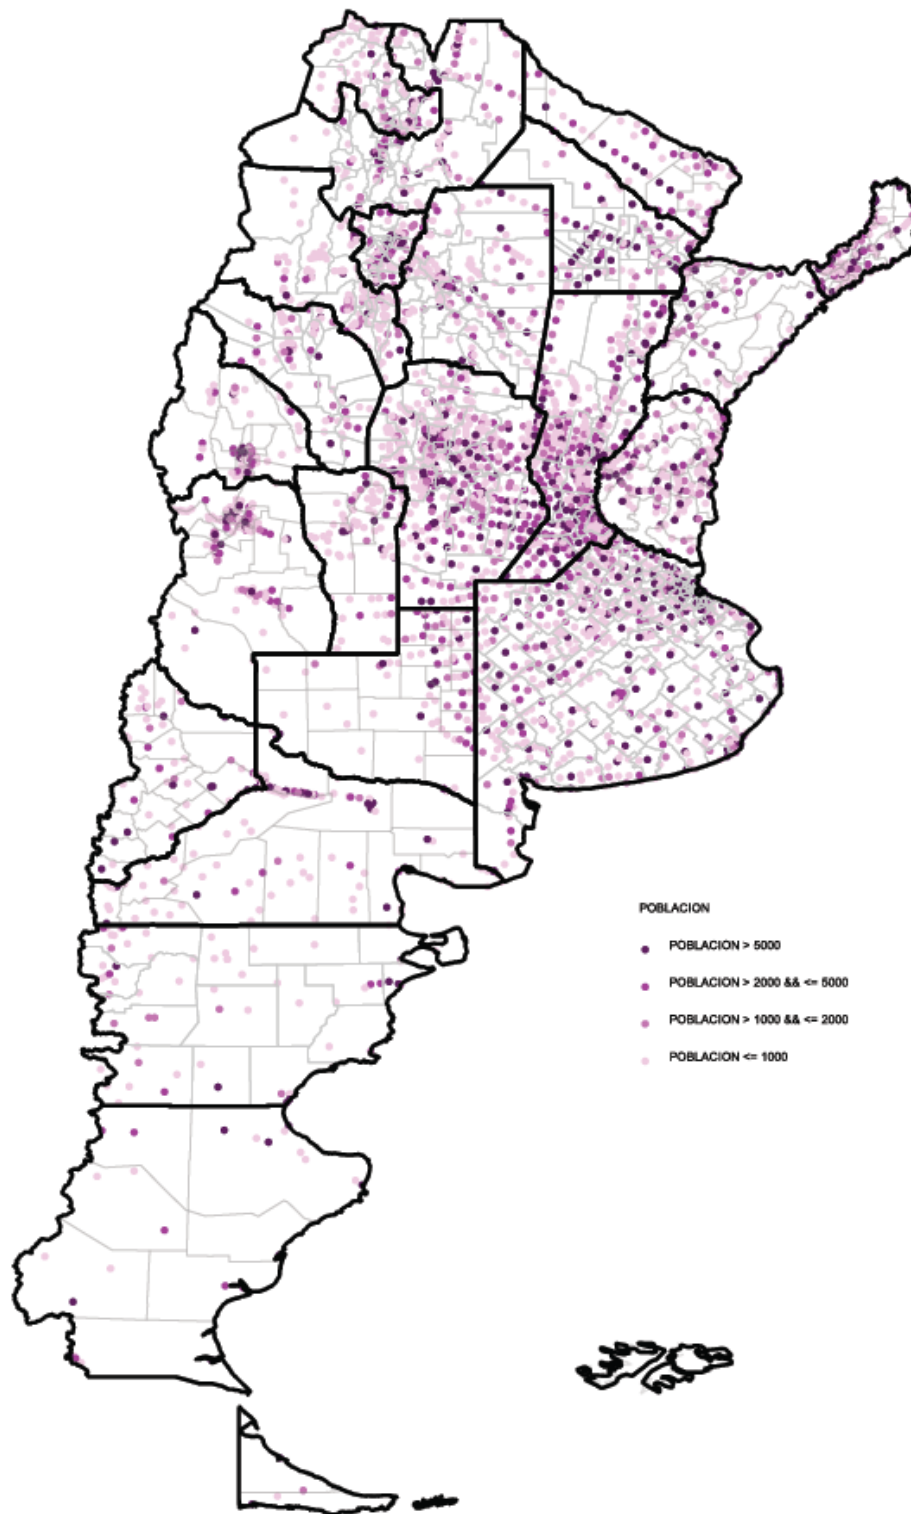 POBLACION
POBLACION > 5000
POBLACION > 2000 && <= 5000
POBLACION > 1000 && <= 2000
POBLACION <= 1000